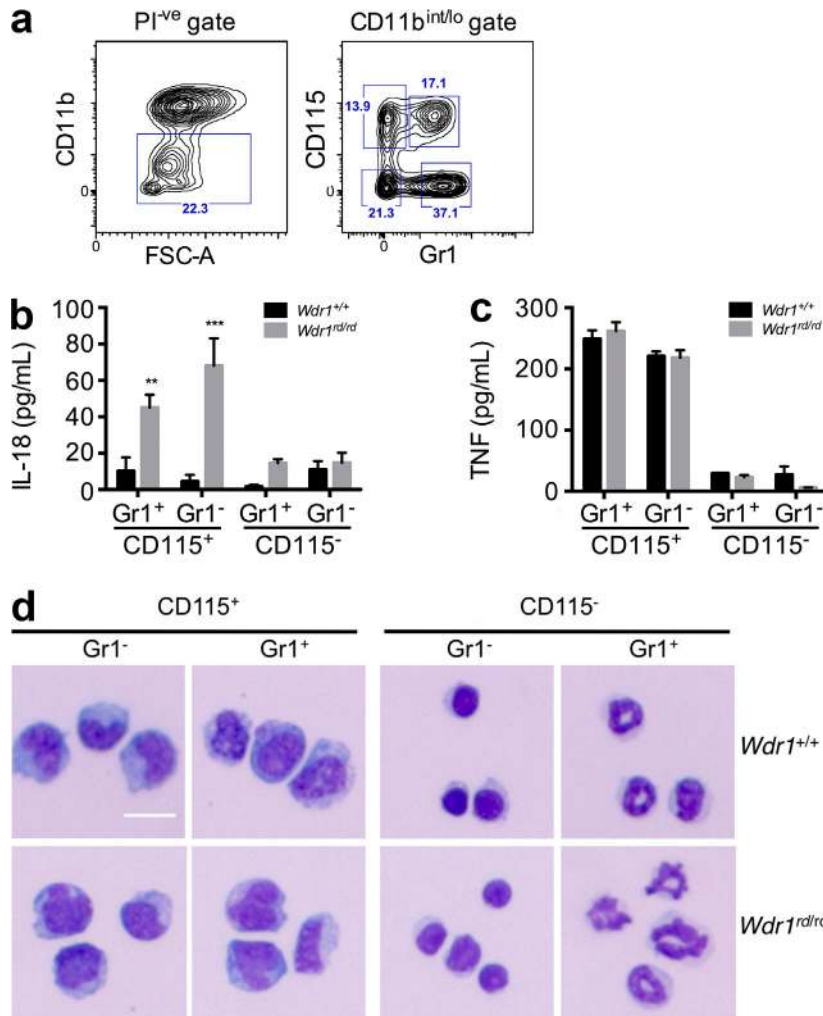 a
PI-ve gate
CD11bint/lo gate
CD11b
22.3
0
0
FSC-A
CD115
13.9
17.1
21.3
37.1
0
0
Gr1
b
Wdr1+/+
Wdr1rd/rd
IL-18 (pg/mL)
100
80
60
40
20
0
**
***
Gr1+ Gr1- Gr1+ Gr1-
CD115+ CD115-
c
Wdr1+/+
Wdr1rd/rd
TNF (pg/mL)
300
200
100
0
Gr1+ Gr1- Gr1+ Gr1-
CD115+ CD115-
d
CD115+ CD115-
Gr1- Gr1+ Gr1- Gr1+
Wdr1+/+
Wdr1rd/rd